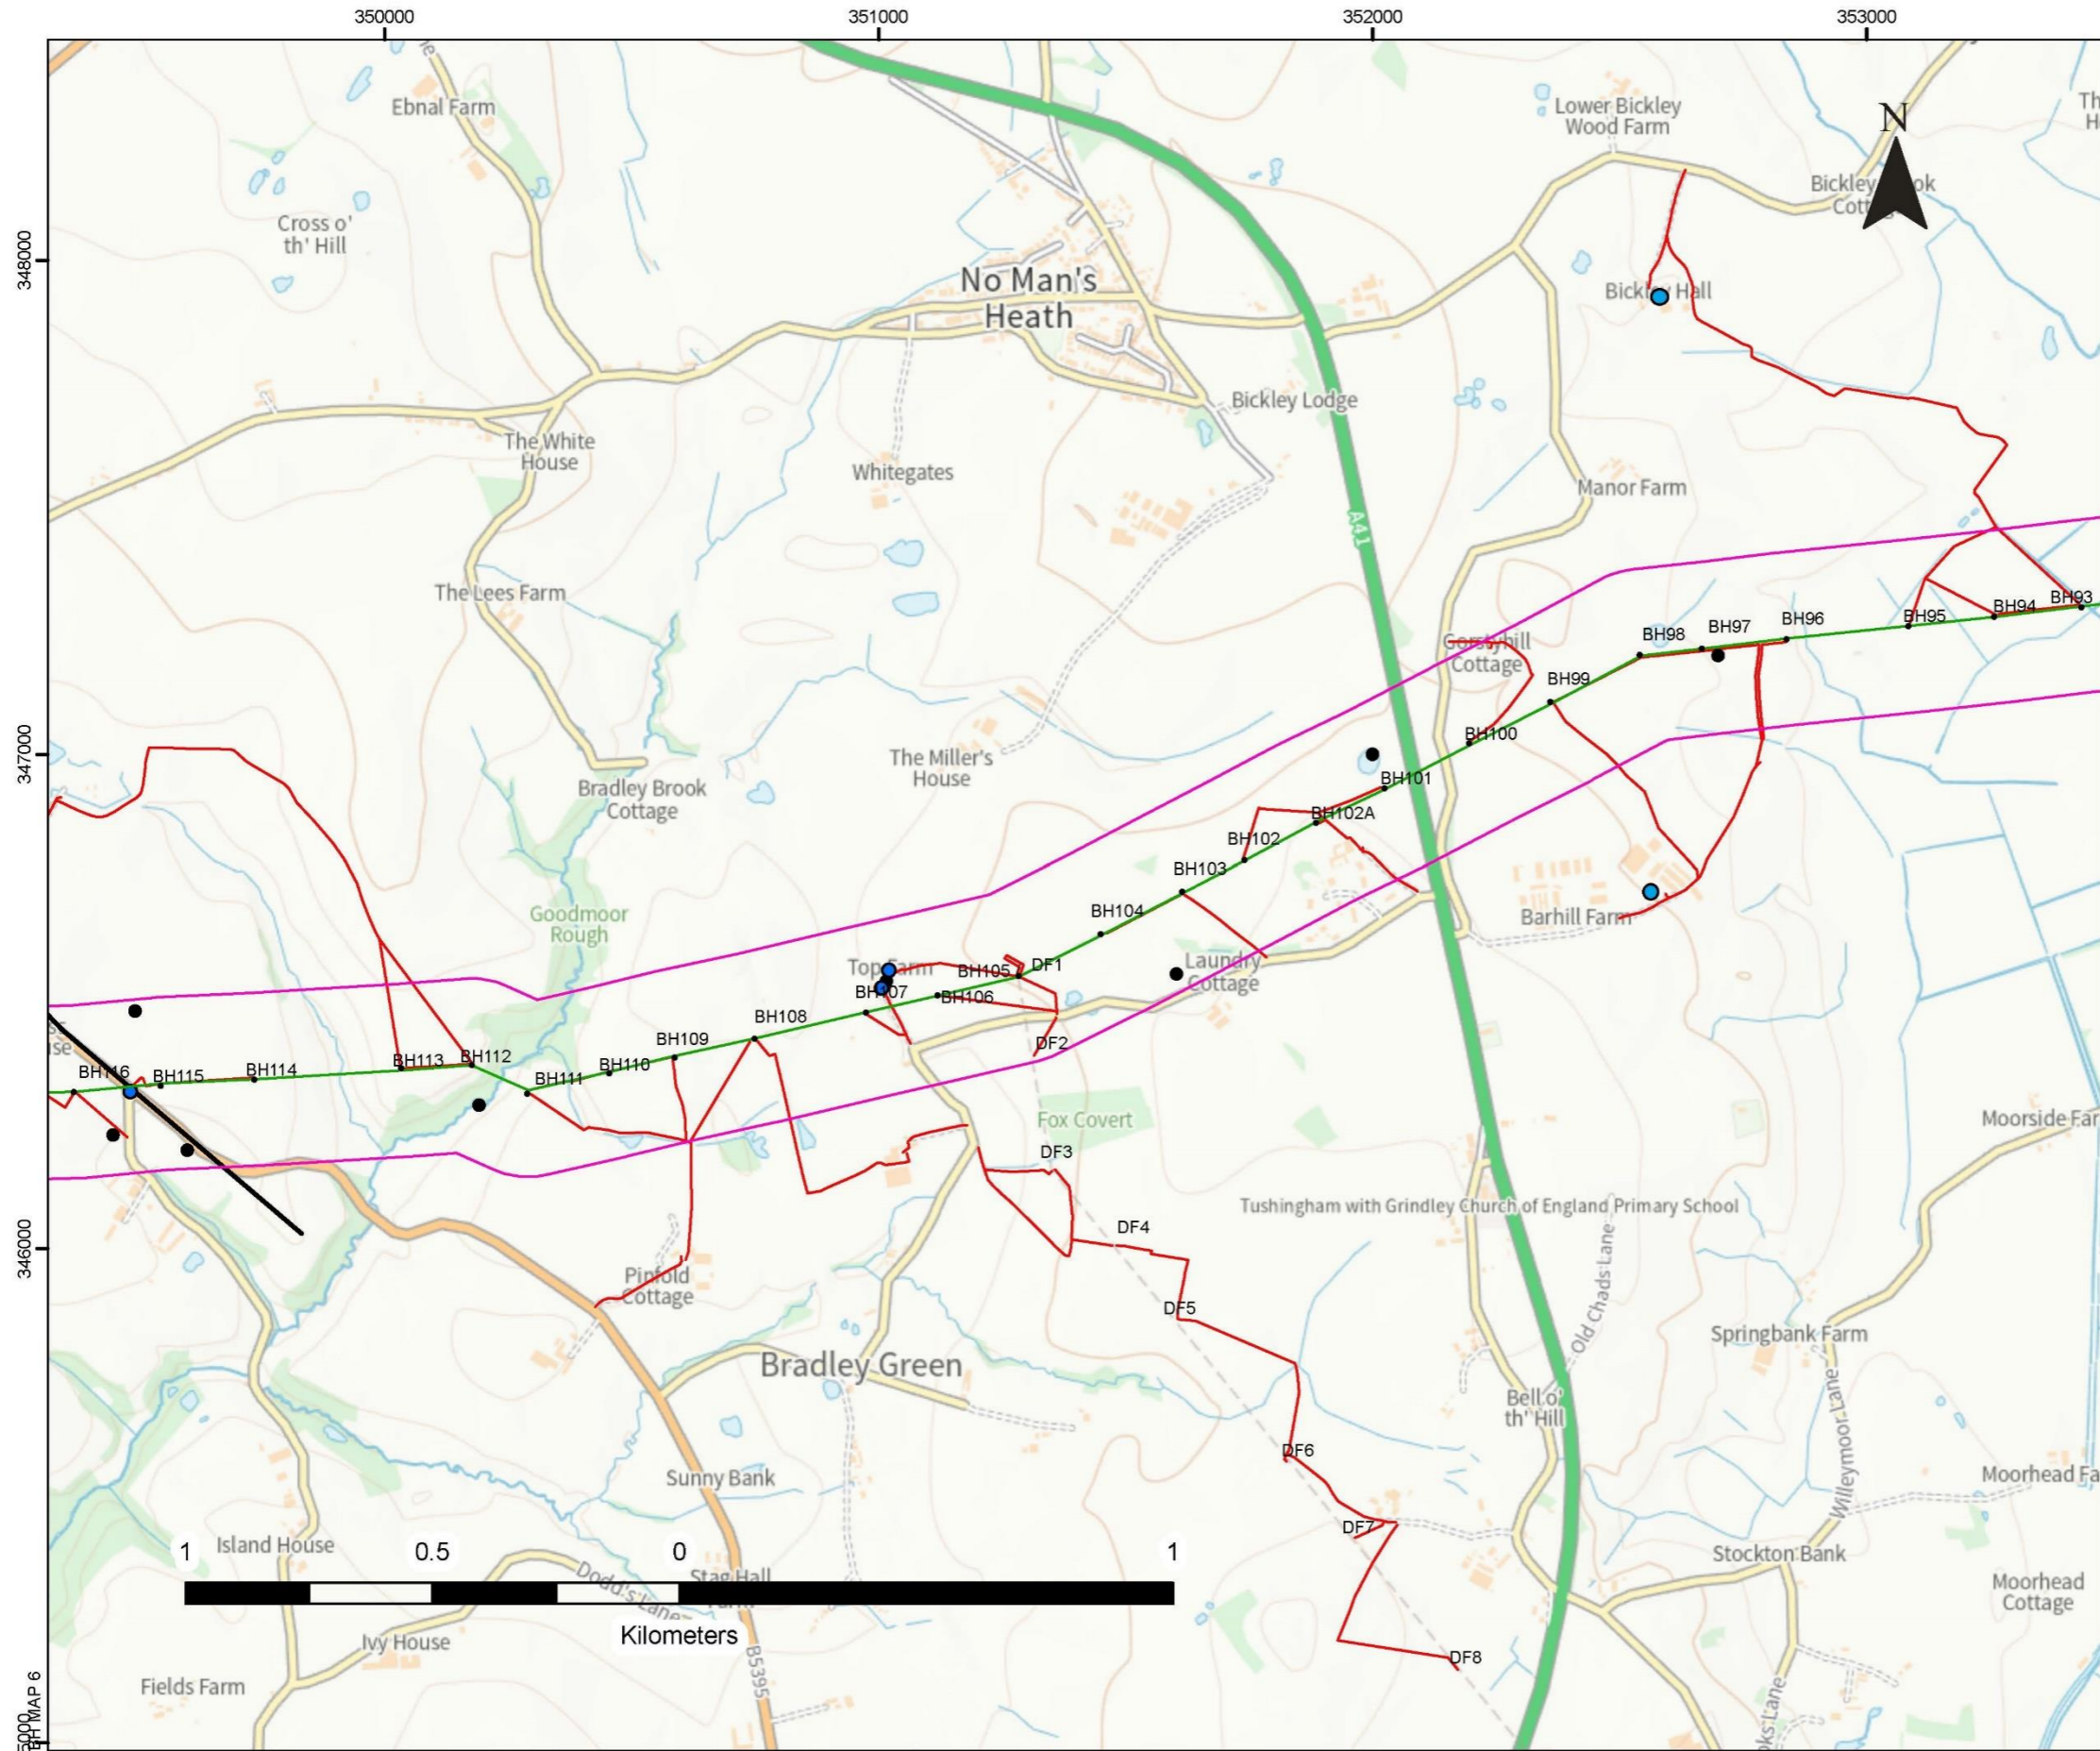 350000
351000
352000
353000
Ebnal Farm
Lower Bickley
Wood Farm
N
Cross o'
th' Hill
348000
No Man's
Heath
Bickley Hall
Bickley Lodge
The White
House
Whitegates
Manor Farm
A41
The Lees Farm
BH93
BH94
BH95
BH96
BH97
BH98
Gorstyhill
Cottage
BH99
347000
BH100
The Miller's
House
Bradley Brook
Cottage
BH101
BH102A
BH102
BH103
Goodmoor
Rough
BH104
Barhill Farm
Top Farm
BH105
DF1
Laundry
Cottage
BH107
BH106
BH108
BH109
DF2
BH116
BH115
BH114
BH113
BH112
BH111
BH110
Fox Covert
Moorside Far
DF3
Tushingham with Grindley Church of England Primary School
346000
DF4
Pinfold
Cottage
DF5
Old Chads Lane
Springbank Farm
Bradley Green
Bell o'
th' Hill
Willeymoor Lane
DF6
Sunny Bank
Moorhead Fa
DF7
Island House
Stockton Bank
1 0.5 0 1
Stag Hall
Dodd's Lane
Moorhead
Cottage
Kilometers
Ivy House
DF8
B5395
Fields Farm
BH MAP 6